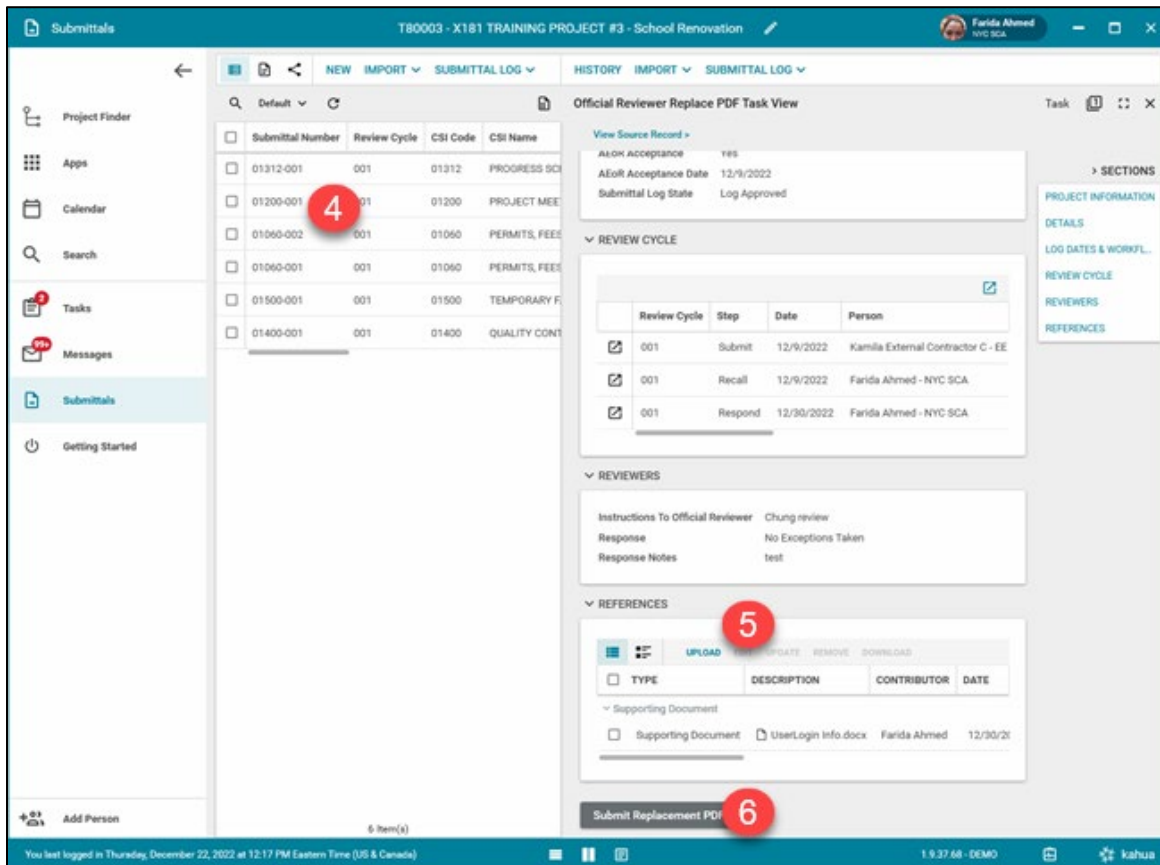 Submittals
T80003 - X181 TRAINING PROJECT #3 - School Renovation
Farida Ahmed
NYC SCA
Project Finder
Apps
Calendar
Search
2
Tasks
99+
Messages
Submittals
Getting Started
Add Person
NEW IMPORT SUBMITTAL LOG
Default
Submittal Number Review Cycle CSI Code CSI Name
01312-001 001 01312 PROGRESS SC
01200-001 01 01200 PROJECT MEE
01060-002 001 01060 PERMITS, FEES
01060-001 001 01060 PERMITS, FEES
01500-001 001 01500 TEMPORARY F
01400-001 001 01400 QUALITY CONT
4
6 Item(s)
HISTORY IMPORT SUBMITTAL LOG
Official Reviewer Replace PDF Task View
Task 1
View Source Record »
AEoR Acceptance Yes
AEoR Acceptance Date 12/9/2022
Submittal Log State Log Approved
> SECTIONS
PROJECT INFORMATION
DETAILS
LOG DATES & WORKFL...
REVIEW CYCLE
REVIEWERS
REFERENCES
REVIEW CYCLE
Review Cycle Step Date Person
001 Submit 12/9/2022 Kamila External Contractor C - EE
001 Recall 12/9/2022 Farida Ahmed - NYC SCA
001 Respond 12/30/2022 Farida Ahmed - NYC SCA
REVIEWERS
Instructions To Official Reviewer Chung review
Response No Exceptions Taken
Response Notes test
REFERENCES
5
UPLOAD UPDATE REMOVE DOWNLOAD
TYPE DESCRIPTION CONTRIBUTOR DATE
Supporting Document
Supporting Document UserLogin Info.docx Farida Ahmed 12/30/20
Submit Replacement PDF
6
You last logged in Thursday, December 22, 2022 at 12:17 PM Eastern Time (US & Canada)
1.9.37.68 - DEMO
kahua